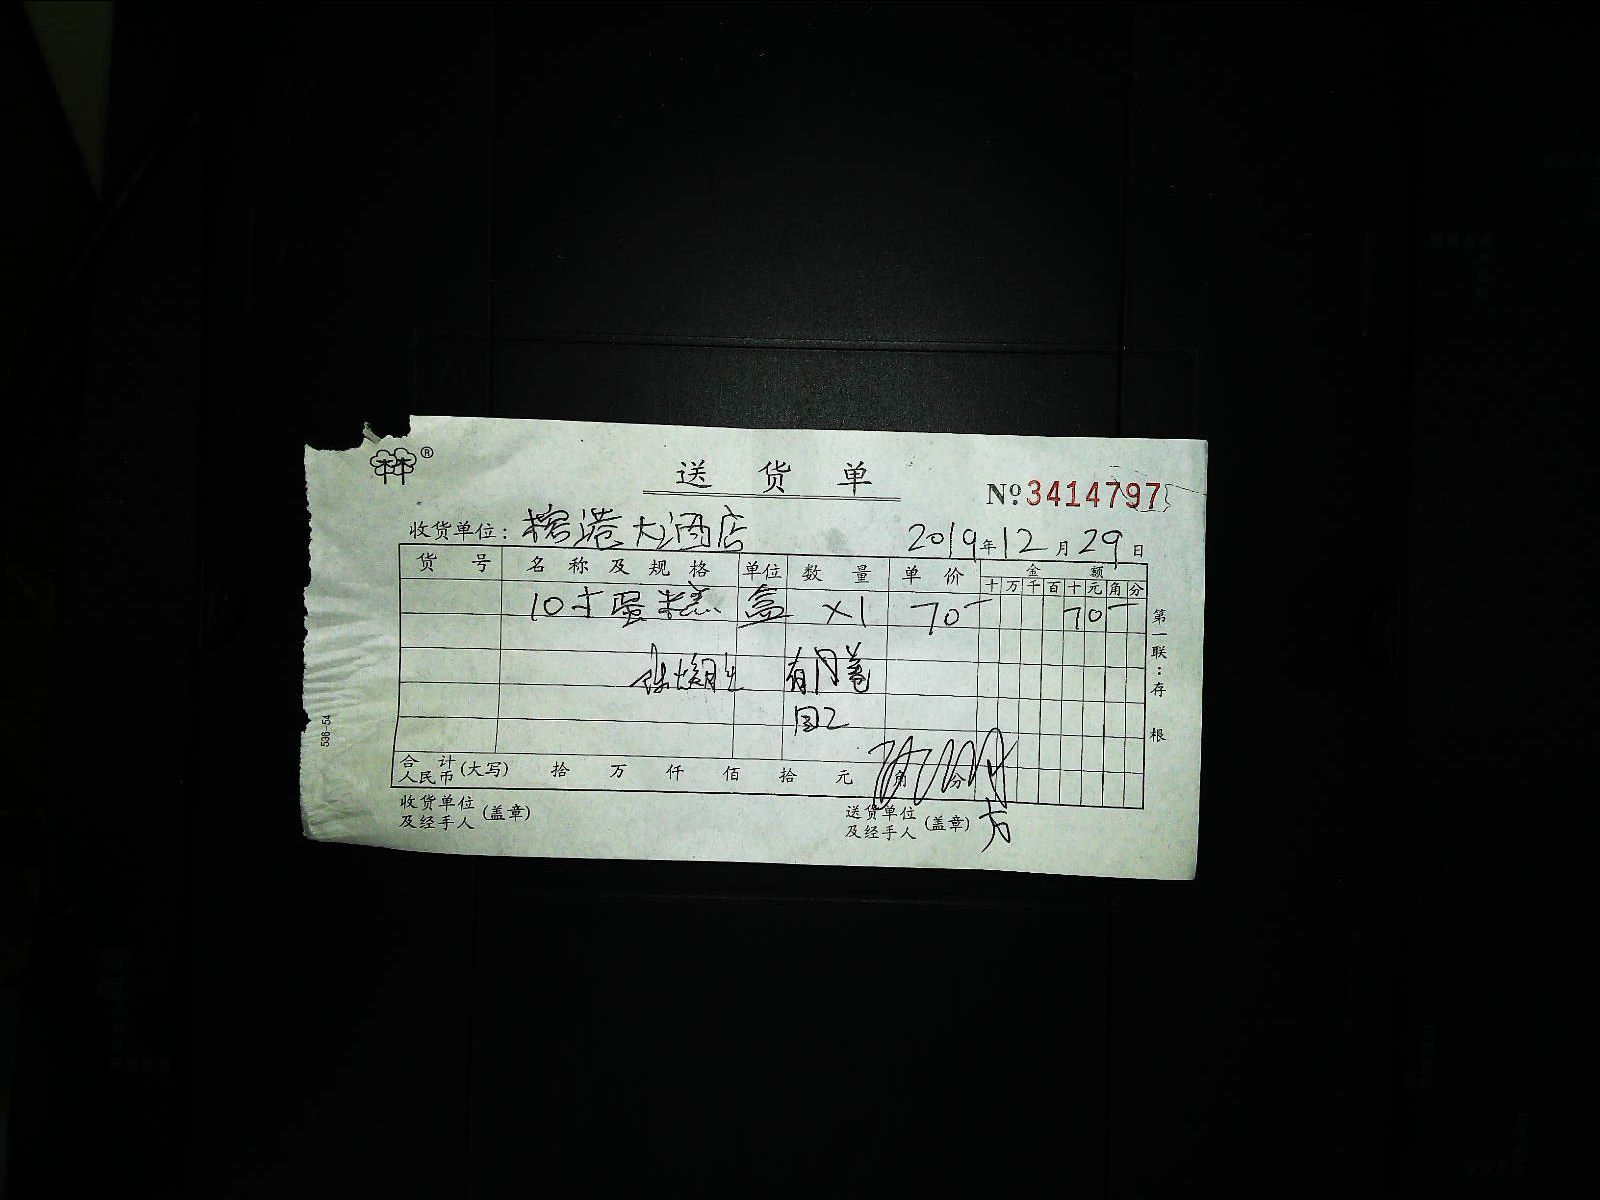 ®
送货单
№3414797
收货单位：榕港大酒店 2019年12月29日
货号 名称及规格 单位 数量 单价 金额
十万千百十元角分
10寸蛋糕 盒 X1 70- 70-
合计
人民币(大写) 拾 万 仟 佰 拾 元 角 分
收货单位
及经手人(盖章)
送货单位
及经手人(盖章) 方
第一联：存根
536-54